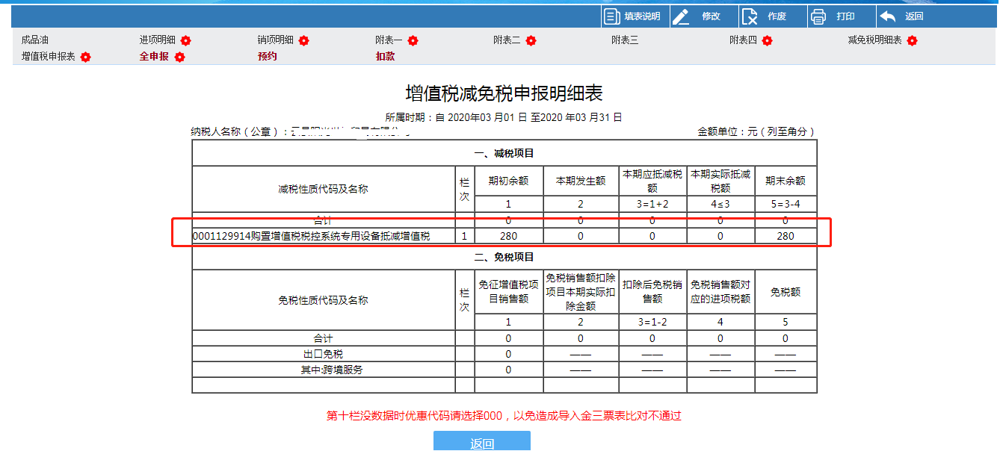 填表说明 修改 作废 打印 返回
成品油 进项明细 销项明细 附表一 附表二 附表三 附表四 减免税明细表
增值税申报表 全申报 预约 扣款
增值税减免税申报明细表
所属时期：自 2020年03 月01 日 至2020 年03 月31 日
纳税人名称（公章）： 金额单位：元（列至角分）
一、减税项目
减税性质代码及名称 栏次 期初余额 本期发生额 本期应抵减税额 本期实际抵减税额 期末余额
1 2 3=1+2 4≤3 5=3-4
合计 0 0 0 0 0
0001129914购置增值税税控系统专用设备抵减增值税 1 280 0 0 0 280
二、免税项目
免税性质代码及名称 栏次 免征增值税项目销售额 免税销售额扣除项目本期实际扣除金额 扣除后免税销售额 免税销售额对应的进项税额 免税额
1 2 3=1-2 4 5
合计 0 0 0 0 0
出口免税 0 —— —— —— ——
其中:跨境服务 0 —— —— —— ——
第十栏没数据时优惠代码请选择000，以免造成导入金三票表比对不通过
返回